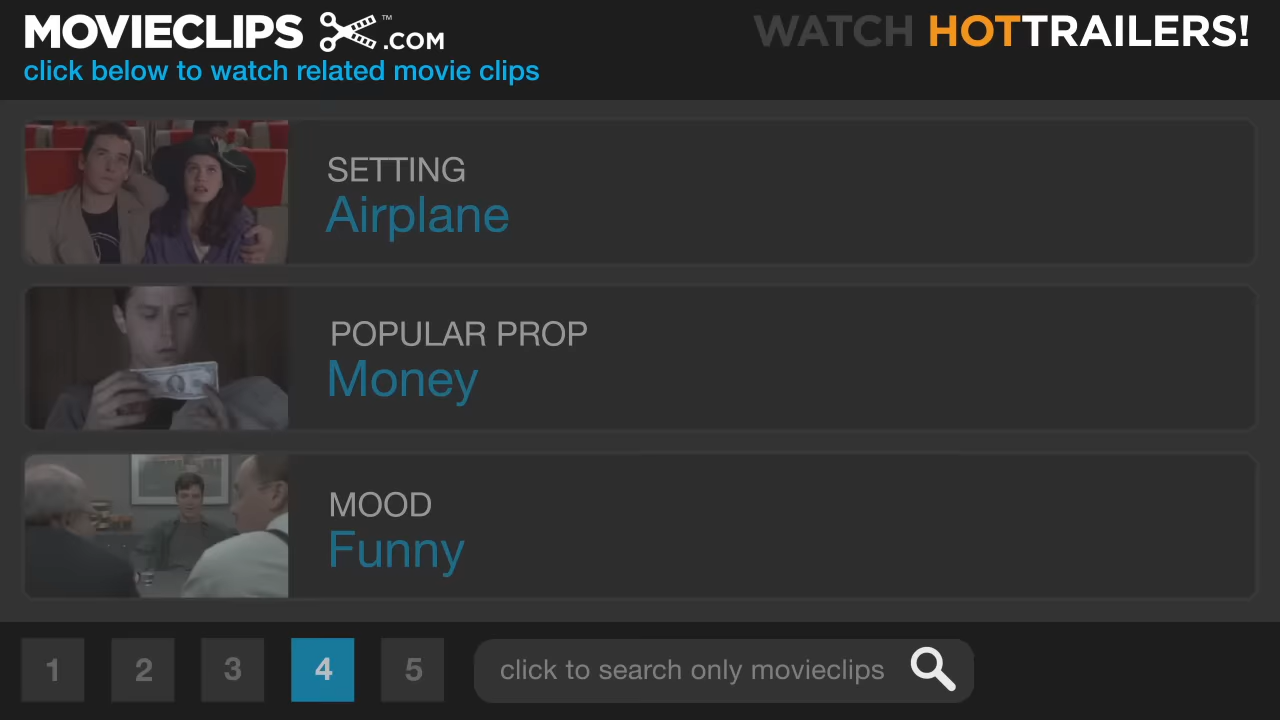 MOVIECLIPS ™.COM
WATCH HOTTRAILERS!
click below to watch related movie clips
SETTING
Airplane
POPULAR PROP
Money
MOOD
Funny
1 2 3 4 5 click to search only movieclips